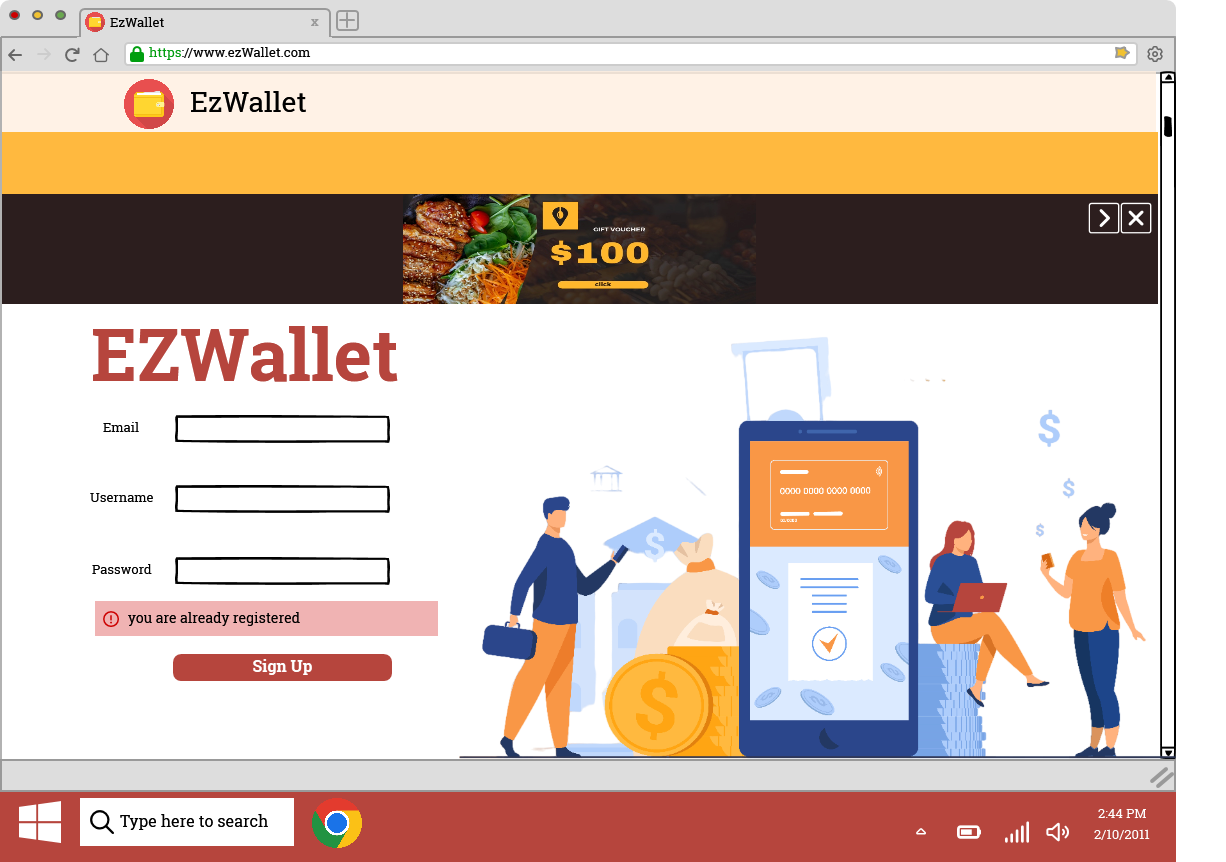 EzWallet
x
https://www.ezWallet.com
EzWallet
GIFT VOUCHER
$100
click
EZWallet
Email
Username
Password
you are already registered
Sign Up
$
$
$
$
$
0000 0000 0000 0000
Type here to search
2:44 PM
2/10/2011